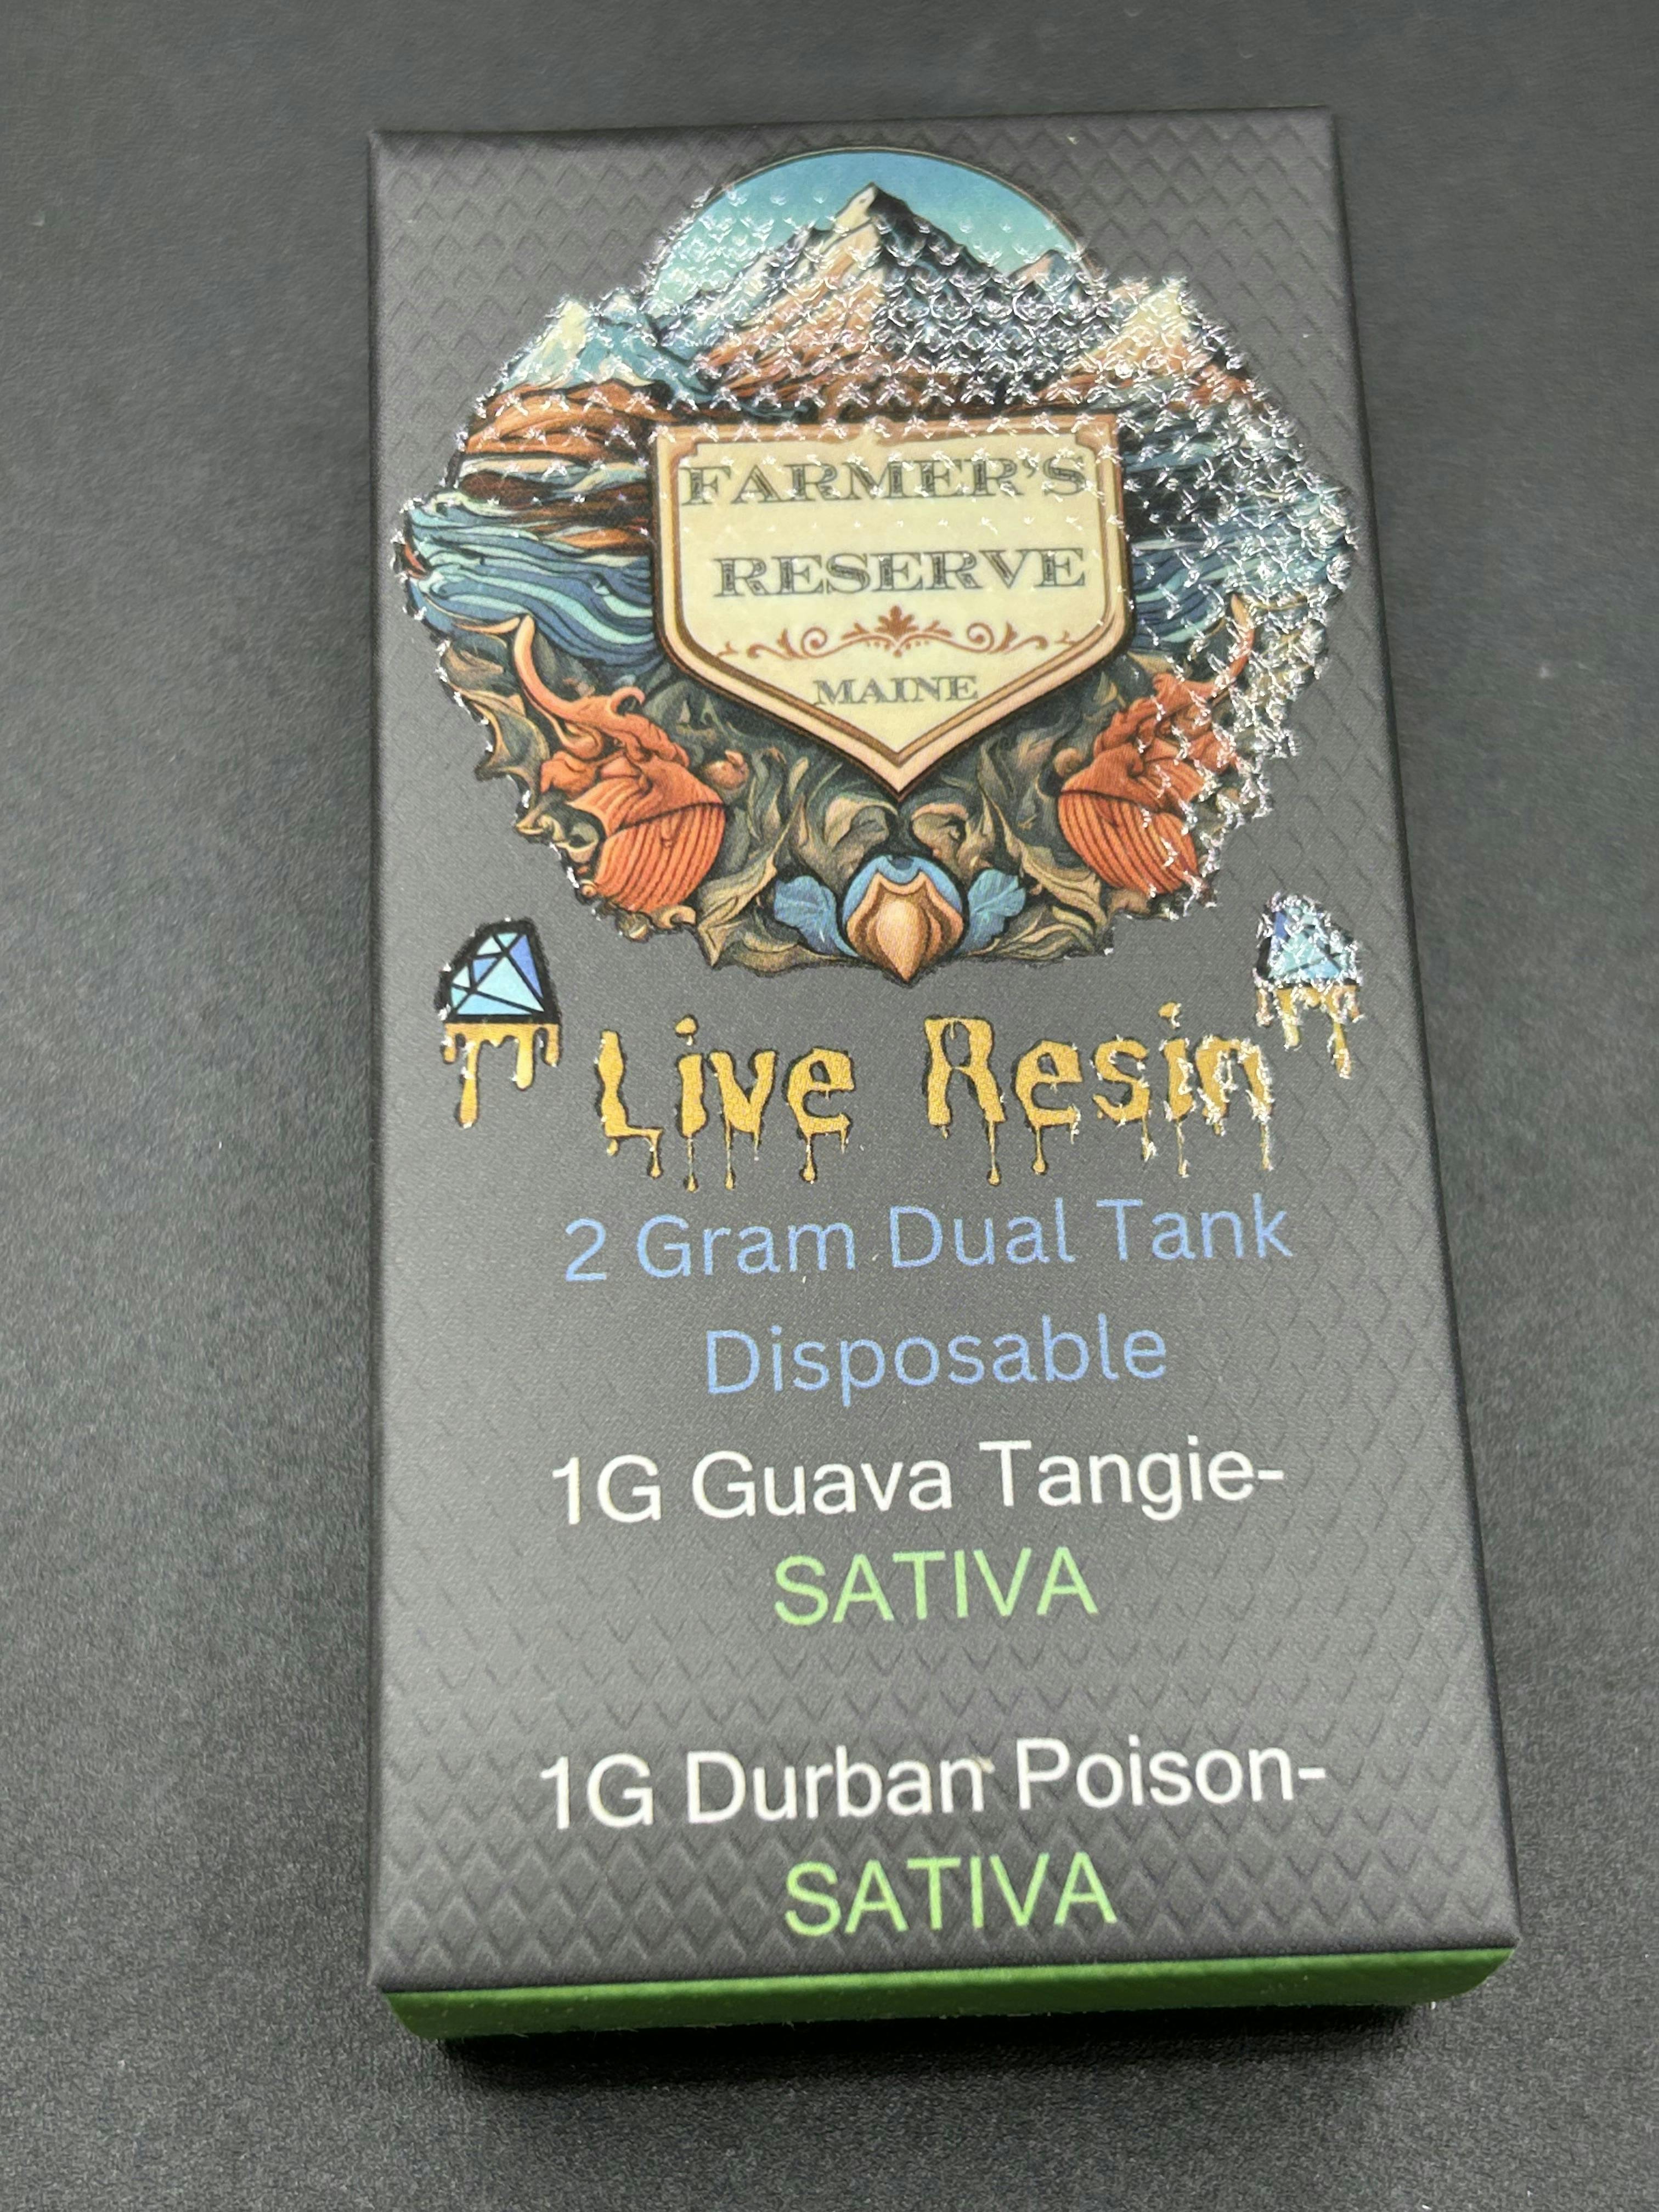 FARMER'S
RESERVE
MAINE
Live Resin
2 Gram Dual Tank
Disposable
1G Guava Tangie-
SATIVA
1G Durban Poison-
SATIVA